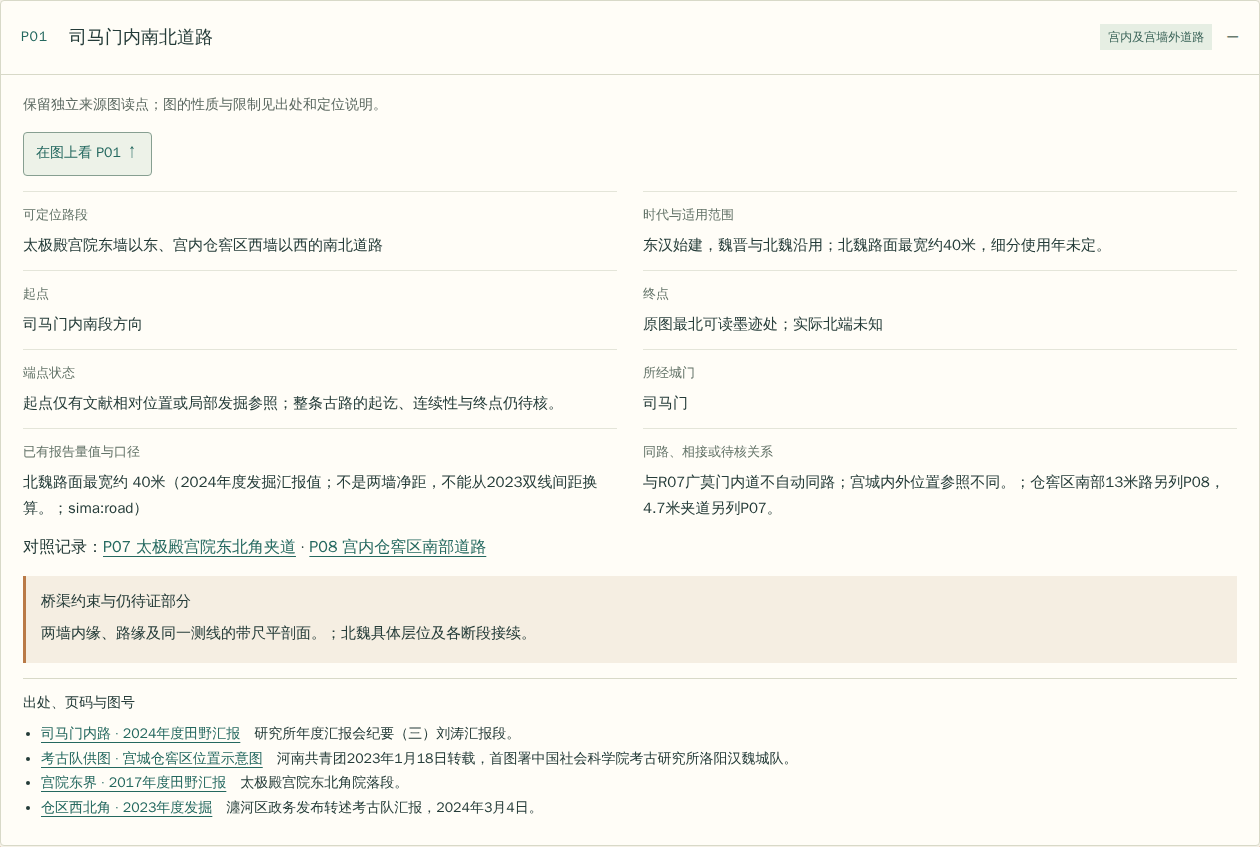 P01 司马门内南北道路 宫内及宫墙外道路 −
保留独立来源图读点；图的性质与限制见出处和定位说明。
在图上看 P01 ↑
可定位路段
太极殿宫院东墙以东、宫内仓窖区西墙以西的南北道路
时代与适用范围
东汉始建，魏晋与北魏沿用；北魏路面最宽约40米，细分使用年未定。
起点
司马门内南段方向
终点
原图最北可读墨迹处；实际北端未知
端点状态
起点仅有文献相对位置或局部发掘参照；整条古路的起讫、连续性与终点仍待核。
所经城门
司马门
已有报告量值与口径
北魏路面最宽约 40米（2024年度发掘汇报值；不是两墙净距，不能从2023双线间距换
算。；sima:road）
同路、相接或待核关系
与R07广莫门内道不自动同路；宫城内外位置参照不同。；仓窖区南部13米路另列P08，
4.7米夹道另列P07。
对照记录：P07 太极殿宫院东北角夹道 · P08 宫内仓窖区南部道路
桥渠约束与仍待证部分
两墙内缘、路缘及同一测线的带尺平剖面。；北魏具体层位及各断段接续。
出处、页码与图号
• 司马门内路 · 2024年度田野汇报 研究所年度汇报会纪要（三）刘涛汇报段。
• 考古队供图 · 宫城仓窖区位置示意图 河南共青团2023年1月18日转载，首图署中国社会科学院考古研究所洛阳汉魏城队。
• 宫院东界 · 2017年度田野汇报 太极殿宫院东北角院落段。
• 仓区西北角 · 2023年度发掘 瀍河区政务发布转述考古队汇报，2024年3月4日。